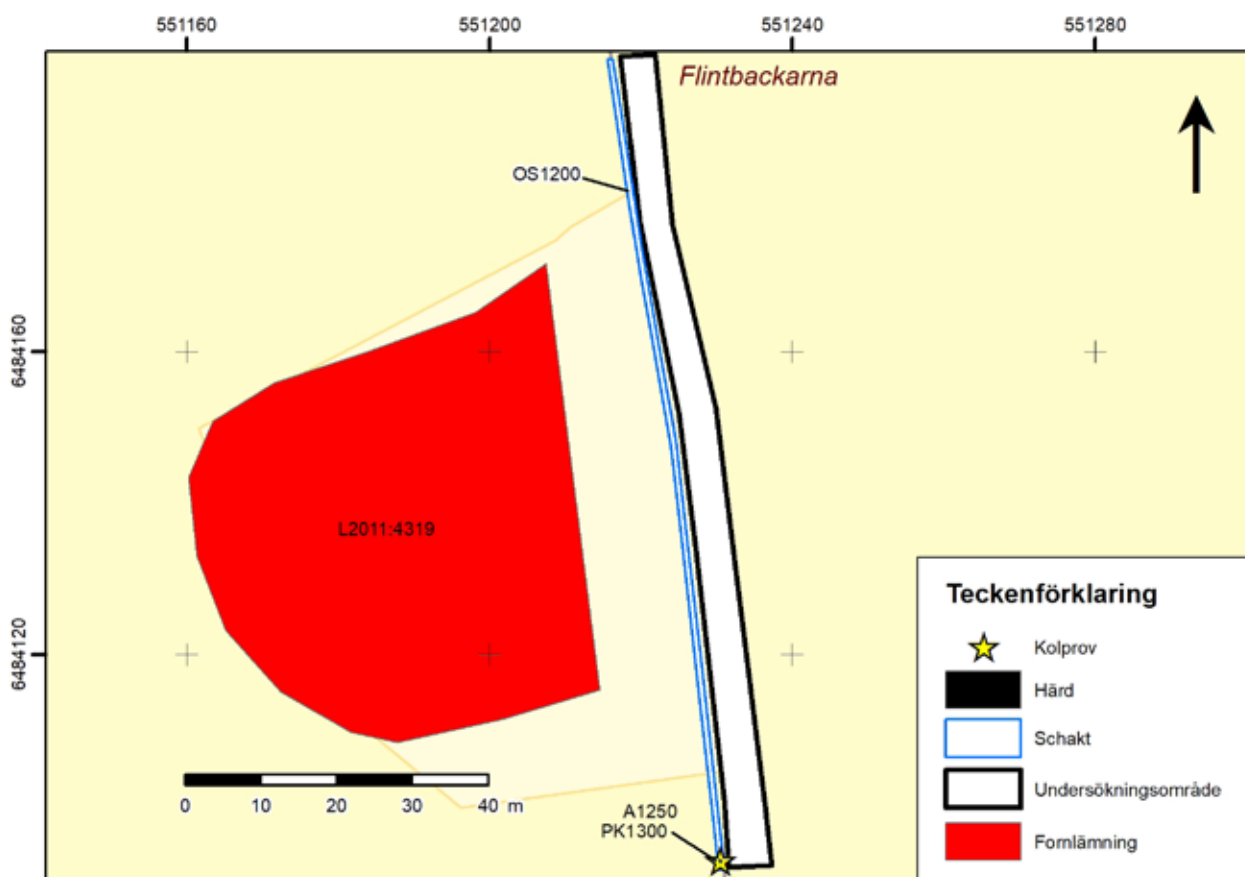 551160
551200
551240
551280
Flintbackarna
OS1200
6484160
L2011:4319
6484120
0 10 20 30 40 m
A1250
PK1300
Teckenförklaring
Kolprov
Härd
Schakt
Undersökningsområde
Fornlämning